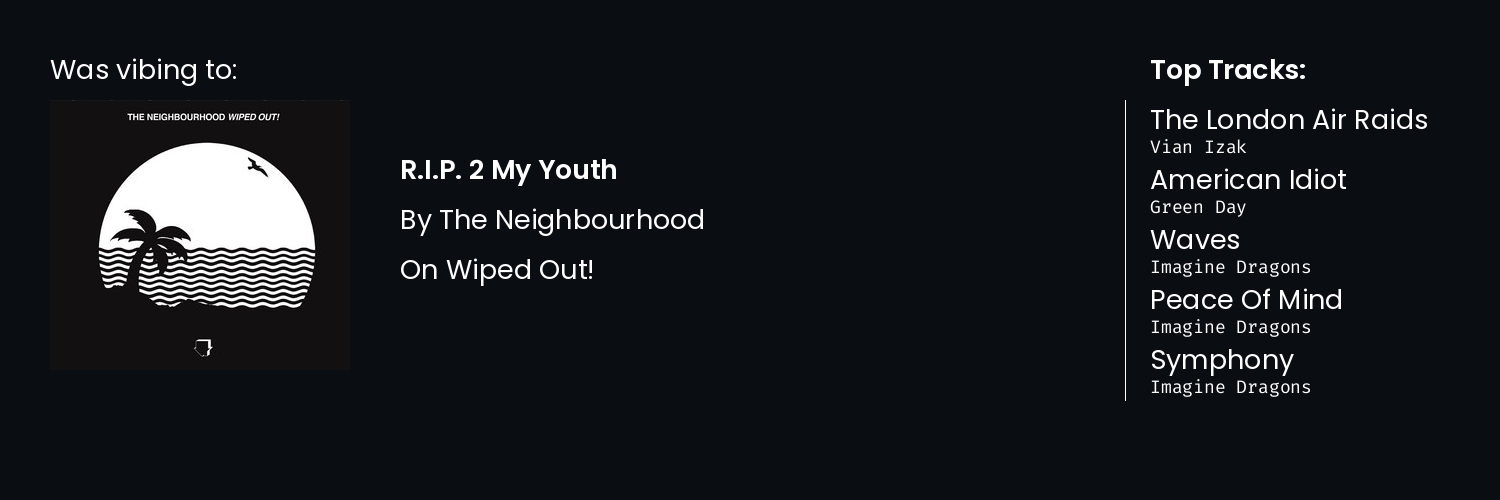 Was vibing to:
THE NEIGHBOURHOOD WIPED OUT!
R.I.P. 2 My Youth
By The Neighbourhood
On Wiped Out!
Top Tracks:
The London Air Raids
Vian Izak
American Idiot
Green Day
Waves
Imagine Dragons
Peace Of Mind
Imagine Dragons
Symphony
Imagine Dragons